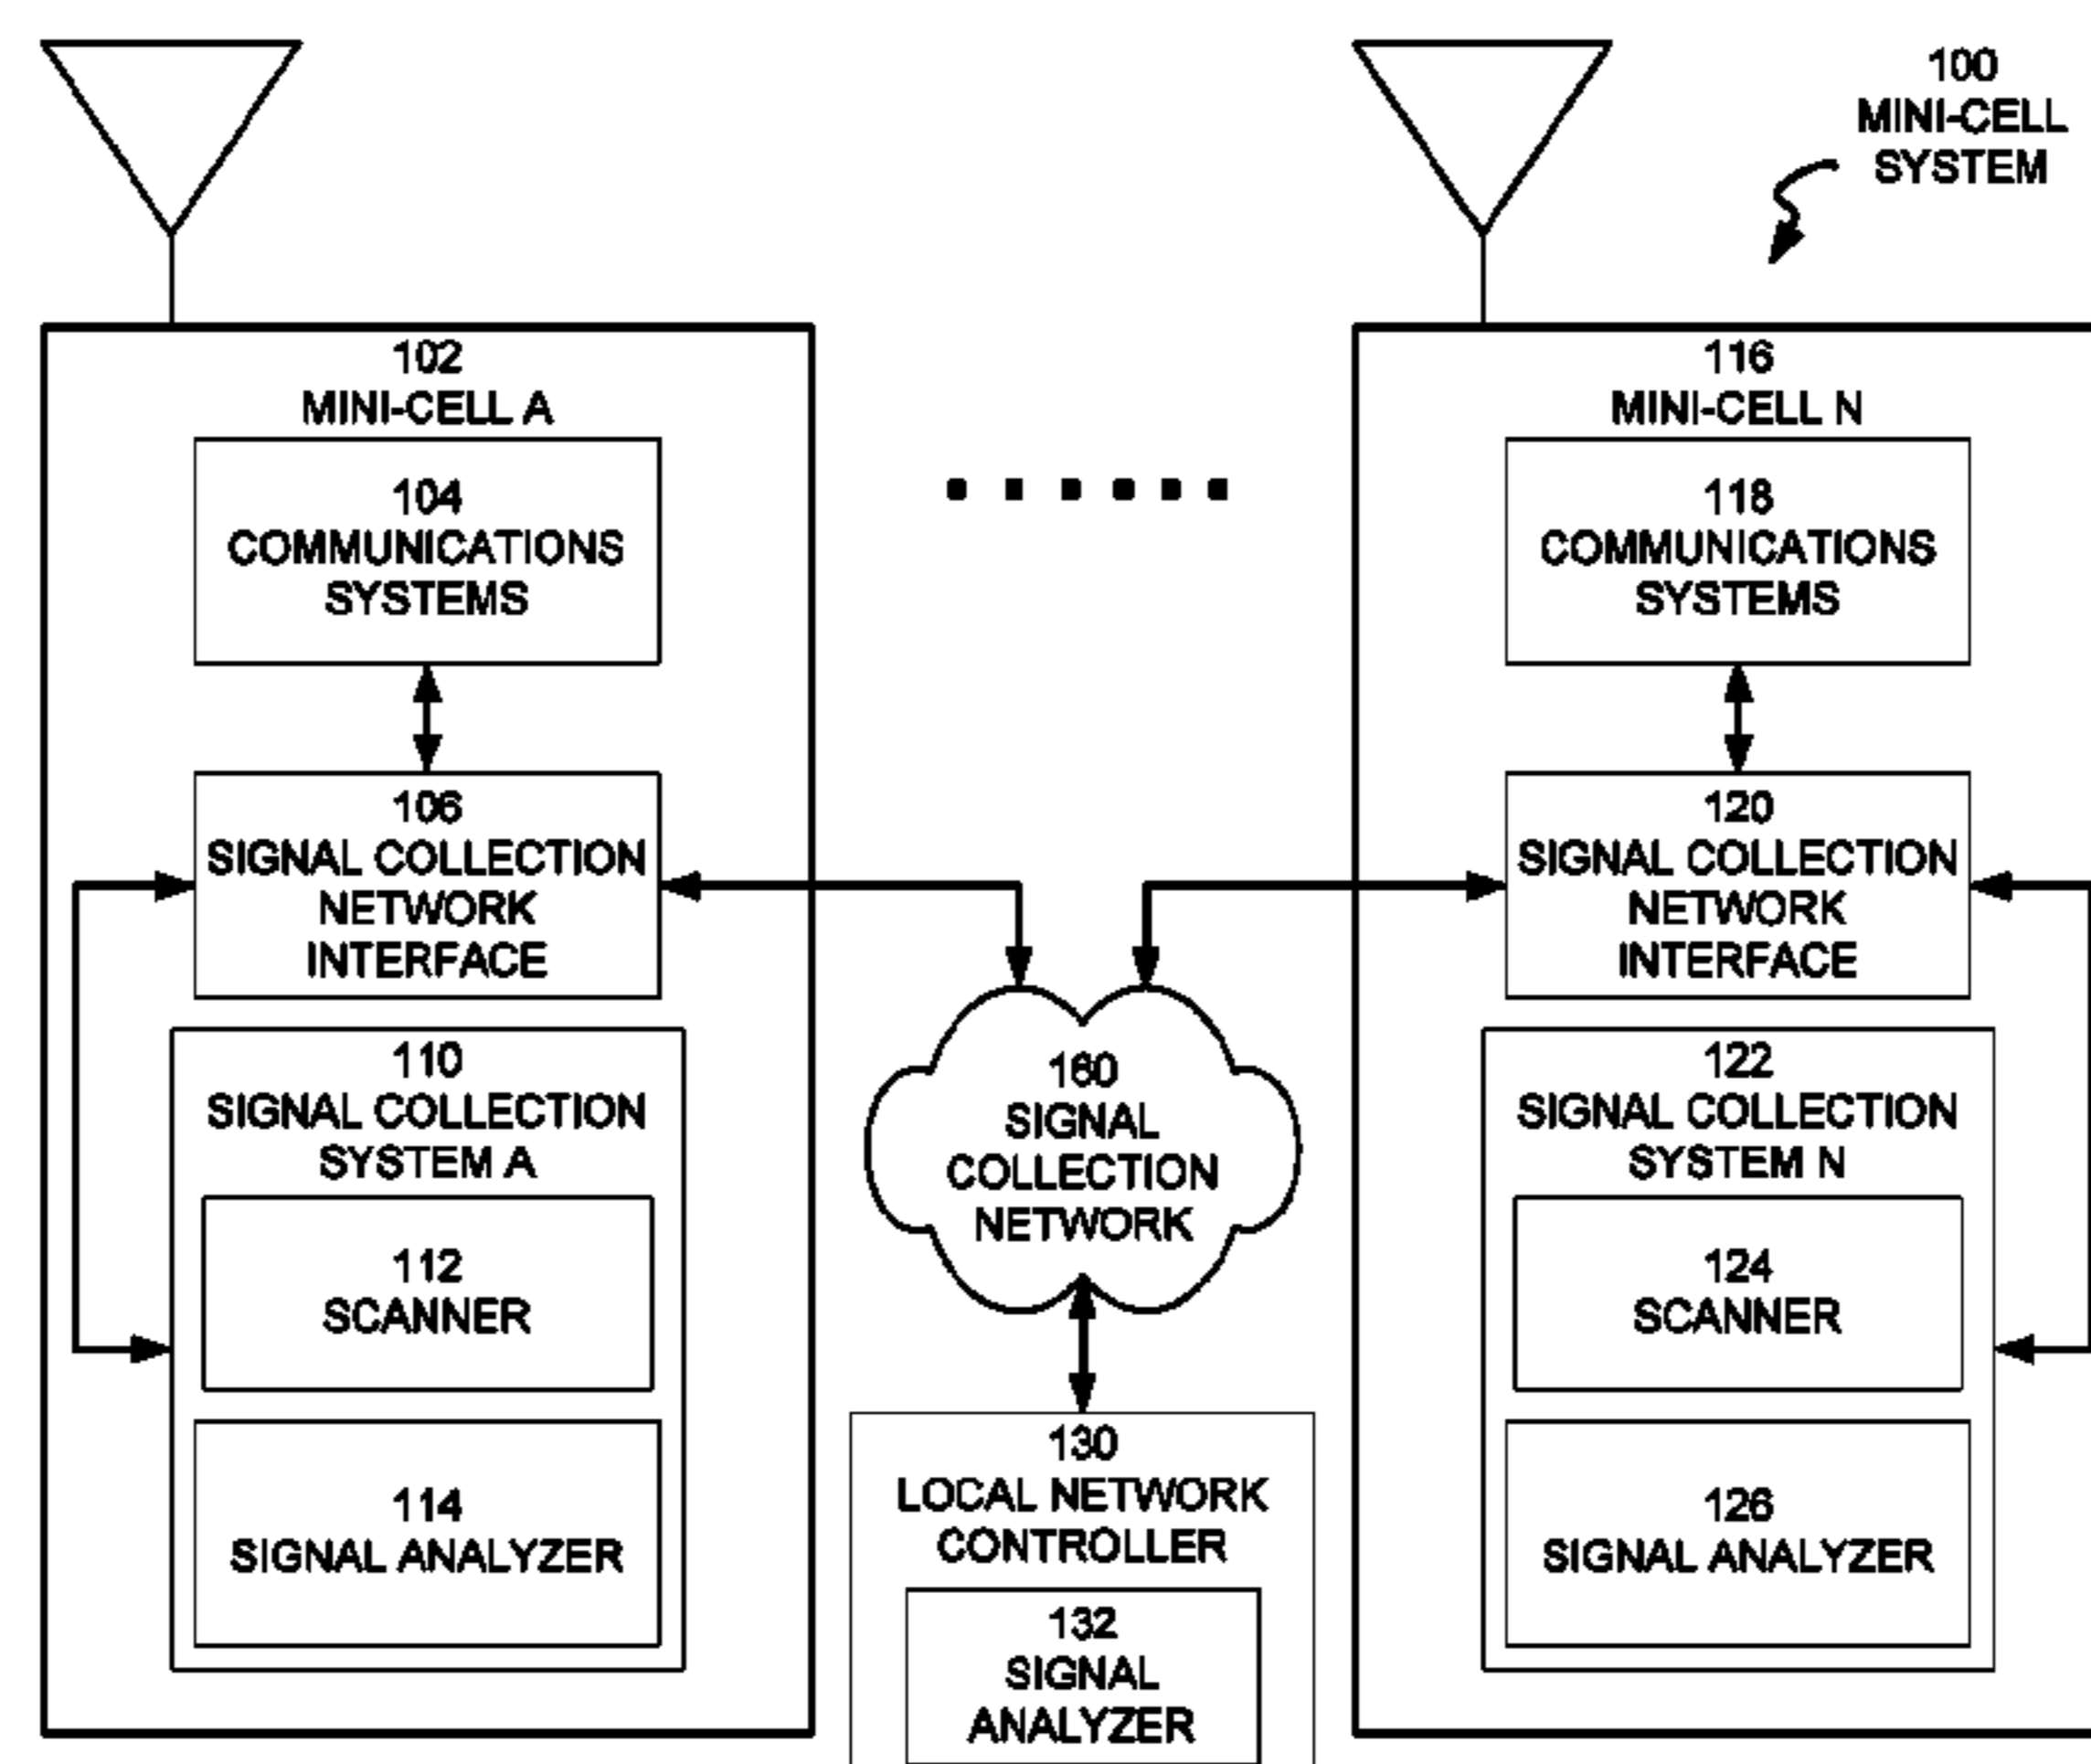 100
MINI-CELL
SYSTEM
102
MINI-CELL A
104
COMMUNICATIONS
SYSTEMS
106
SIGNAL COLLECTION
NETWORK
INTERFACE
110
SIGNAL COLLECTION
SYSTEM A
112
SCANNER
114
SIGNAL ANALYZER
160
SIGNAL
COLLECTION
NETWORK
130
LOCAL NETWORK
CONTROLLER
132
SIGNAL
ANALYZER
116
MINI-CELL N
118
COMMUNICATIONS
SYSTEMS
120
SIGNAL COLLECTION
NETWORK
INTERFACE
122
SIGNAL COLLECTION
SYSTEM N
124
SCANNER
126
SIGNAL ANALYZER